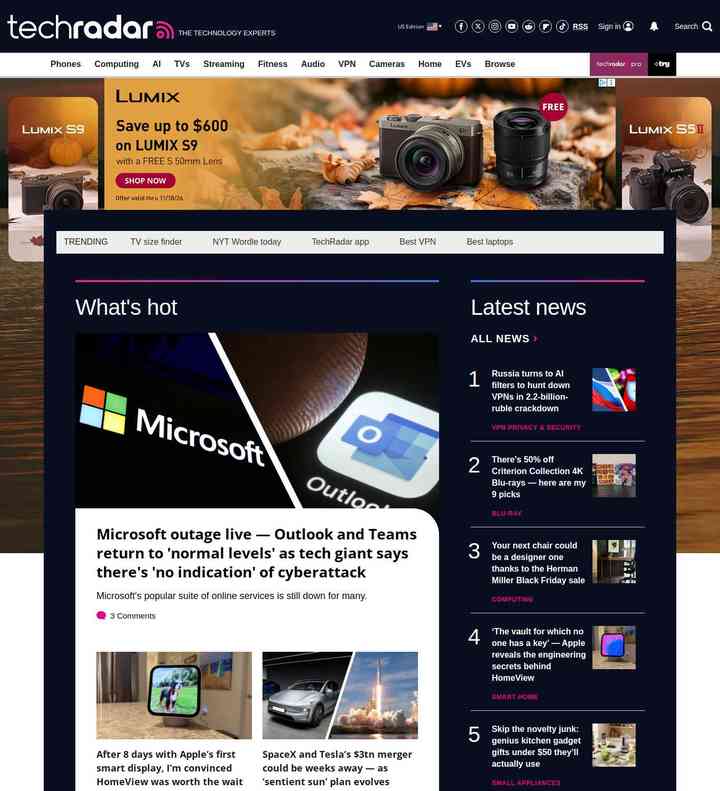 techradar
THE TECHNOLOGY EXPERTS
US Edition
RSS
Sign in
Search
Phones
Computing
AI
TVs
Streaming
Fitness
Audio
VPN
Cameras
Home
EVs
Browse
techradar pro
LUMIX S9
LUMIX
Save up to $600
on LUMIX S9
with a FREE S 50mm Lens
SHOP NOW
Offer valid thru 11/18/26.
FREE
LUMIX
LUMIX S5II
TRENDING
TV size finder
NYT Wordle today
TechRadar app
Best VPN
Best laptops
What's hot
Microsoft
Outlook
Microsoft outage live — Outlook and Teams
return to 'normal levels' as tech giant says
there's 'no indication' of cyberattack
Microsoft's popular suite of online services is still down for many.
3 Comments
After 8 days with Apple's first
smart display, I'm convinced
HomeView was worth the wait
SpaceX and Tesla's $3tn merger
could be weeks away — as
'sentient sun' plan evolves
Latest news
ALL NEWS ›
1
Russia turns to AI
filters to hunt down
VPNs in 2.2-billion-
ruble crackdown
VPN PRIVACY & SECURITY
2
There's 50% off
Criterion Collection 4K
Blu-rays — here are my
9 picks
BLU-RAY
3
Your next chair could
be a designer one
thanks to the Herman
Miller Black Friday sale
COMPUTING
4
'The vault for which no
one has a key' — Apple
reveals the engineering
secrets behind
HomeView
SMART HOME
5
Skip the novelty junk:
genius kitchen gadget
gifts under $50 they'll
actually use
SMALL APPLIANCES